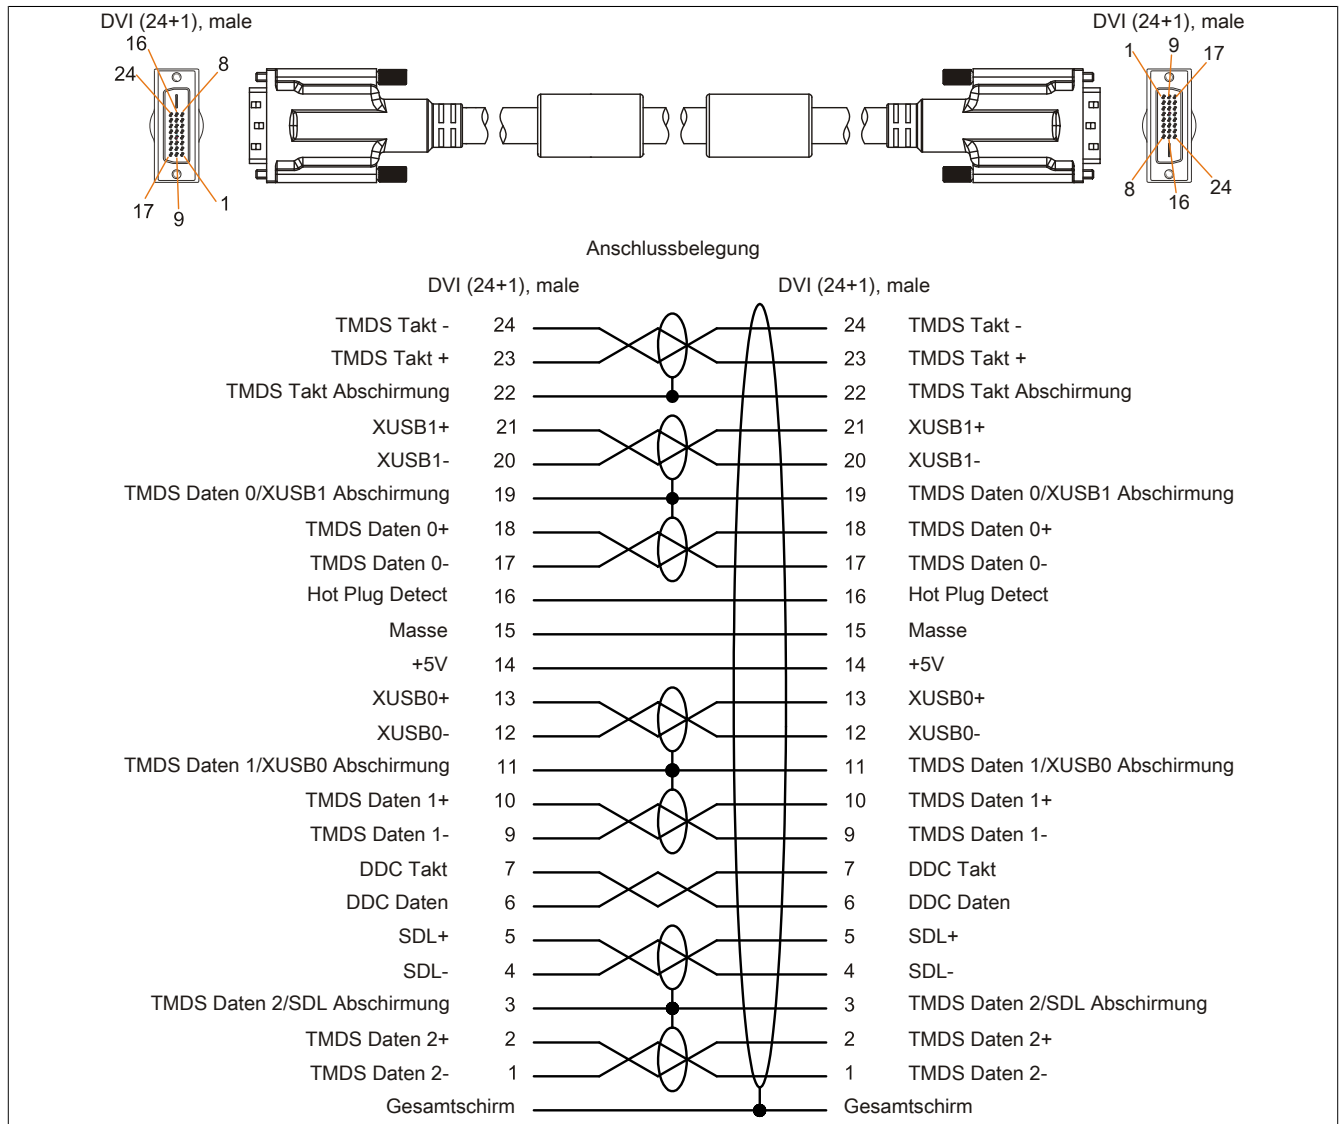 DVI (24+1), male DVI (24+1), male
16 9
1 17
24 8
17 9 1
8 16 24
Anschlussbelegung
DVI (24+1), male DVI (24+1), male
TMDS Takt - 24 24 TMDS Takt -
TMDS Takt + 23 23 TMDS Takt +
TMDS Takt Abschirmung 22 22 TMDS Takt Abschirmung
XUSB1+ 21 21 XUSB1+
XUSB1- 20 20 XUSB1-
TMDS Daten 0/XUSB1 Abschirmung 19 19 TMDS Daten 0/XUSB1 Abschirmung
TMDS Daten 0+ 18 18 TMDS Daten 0+
TMDS Daten 0- 17 17 TMDS Daten 0-
Hot Plug Detect 16 16 Hot Plug Detect
Masse 15 15 Masse
+5V 14 14 +5V
XUSB0+ 13 13 XUSB0+
XUSB0- 12 12 XUSB0-
TMDS Daten 1/XUSB0 Abschirmung 11 11 TMDS Daten 1/XUSB0 Abschirmung
TMDS Daten 1+ 10 10 TMDS Daten 1+
TMDS Daten 1- 9 9 TMDS Daten 1-
DDC Takt 7 7 DDC Takt
DDC Daten 6 6 DDC Daten
SDL+ 5 5 SDL+
SDL- 4 4 SDL-
TMDS Daten 2/SDL Abschirmung 3 3 TMDS Daten 2/SDL Abschirmung
TMDS Daten 2+ 2 2 TMDS Daten 2+
TMDS Daten 2- 1 1 TMDS Daten 2-
Gesamtschirm Gesamtschirm